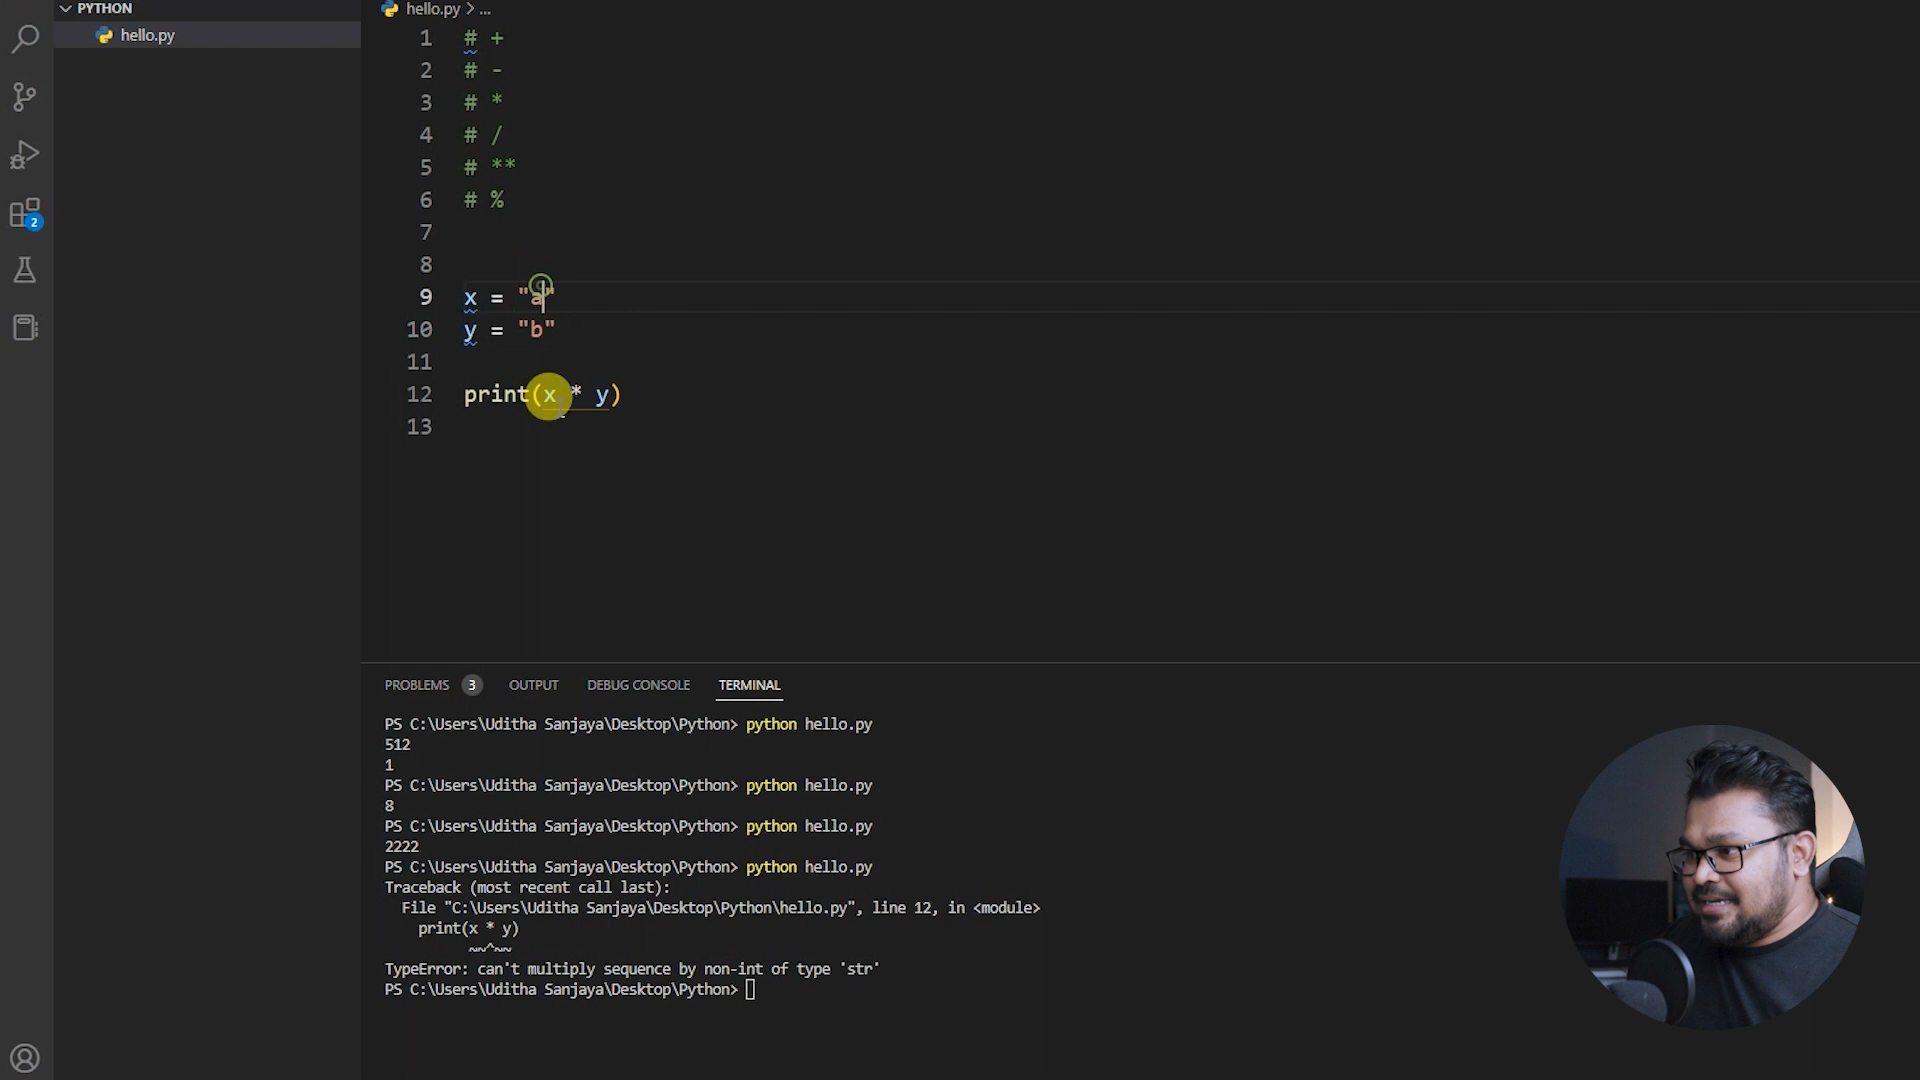 PYTHON
hello.py
hello.py > ...
1 # +
2 # -
3 # *
4 # /
5 # **
6 # %
7
8
9 x = "a"
10 y = "b"
11
12 print(x * y)
13
2
PROBLEMS 3 OUTPUT DEBUG CONSOLE TERMINAL
PS C:\Users\Uditha Sanjaya\Desktop\Python> python hello.py
512
1
PS C:\Users\Uditha Sanjaya\Desktop\Python> python hello.py
8
PS C:\Users\Uditha Sanjaya\Desktop\Python> python hello.py
2222
PS C:\Users\Uditha Sanjaya\Desktop\Python> python hello.py
Traceback (most recent call last):
File "C:\Users\Uditha Sanjaya\Desktop\Python\hello.py", line 12, in <module>
print(x * y)
~~^~~
TypeError: can't multiply sequence by non-int of type 'str'
PS C:\Users\Uditha Sanjaya\Desktop\Python>